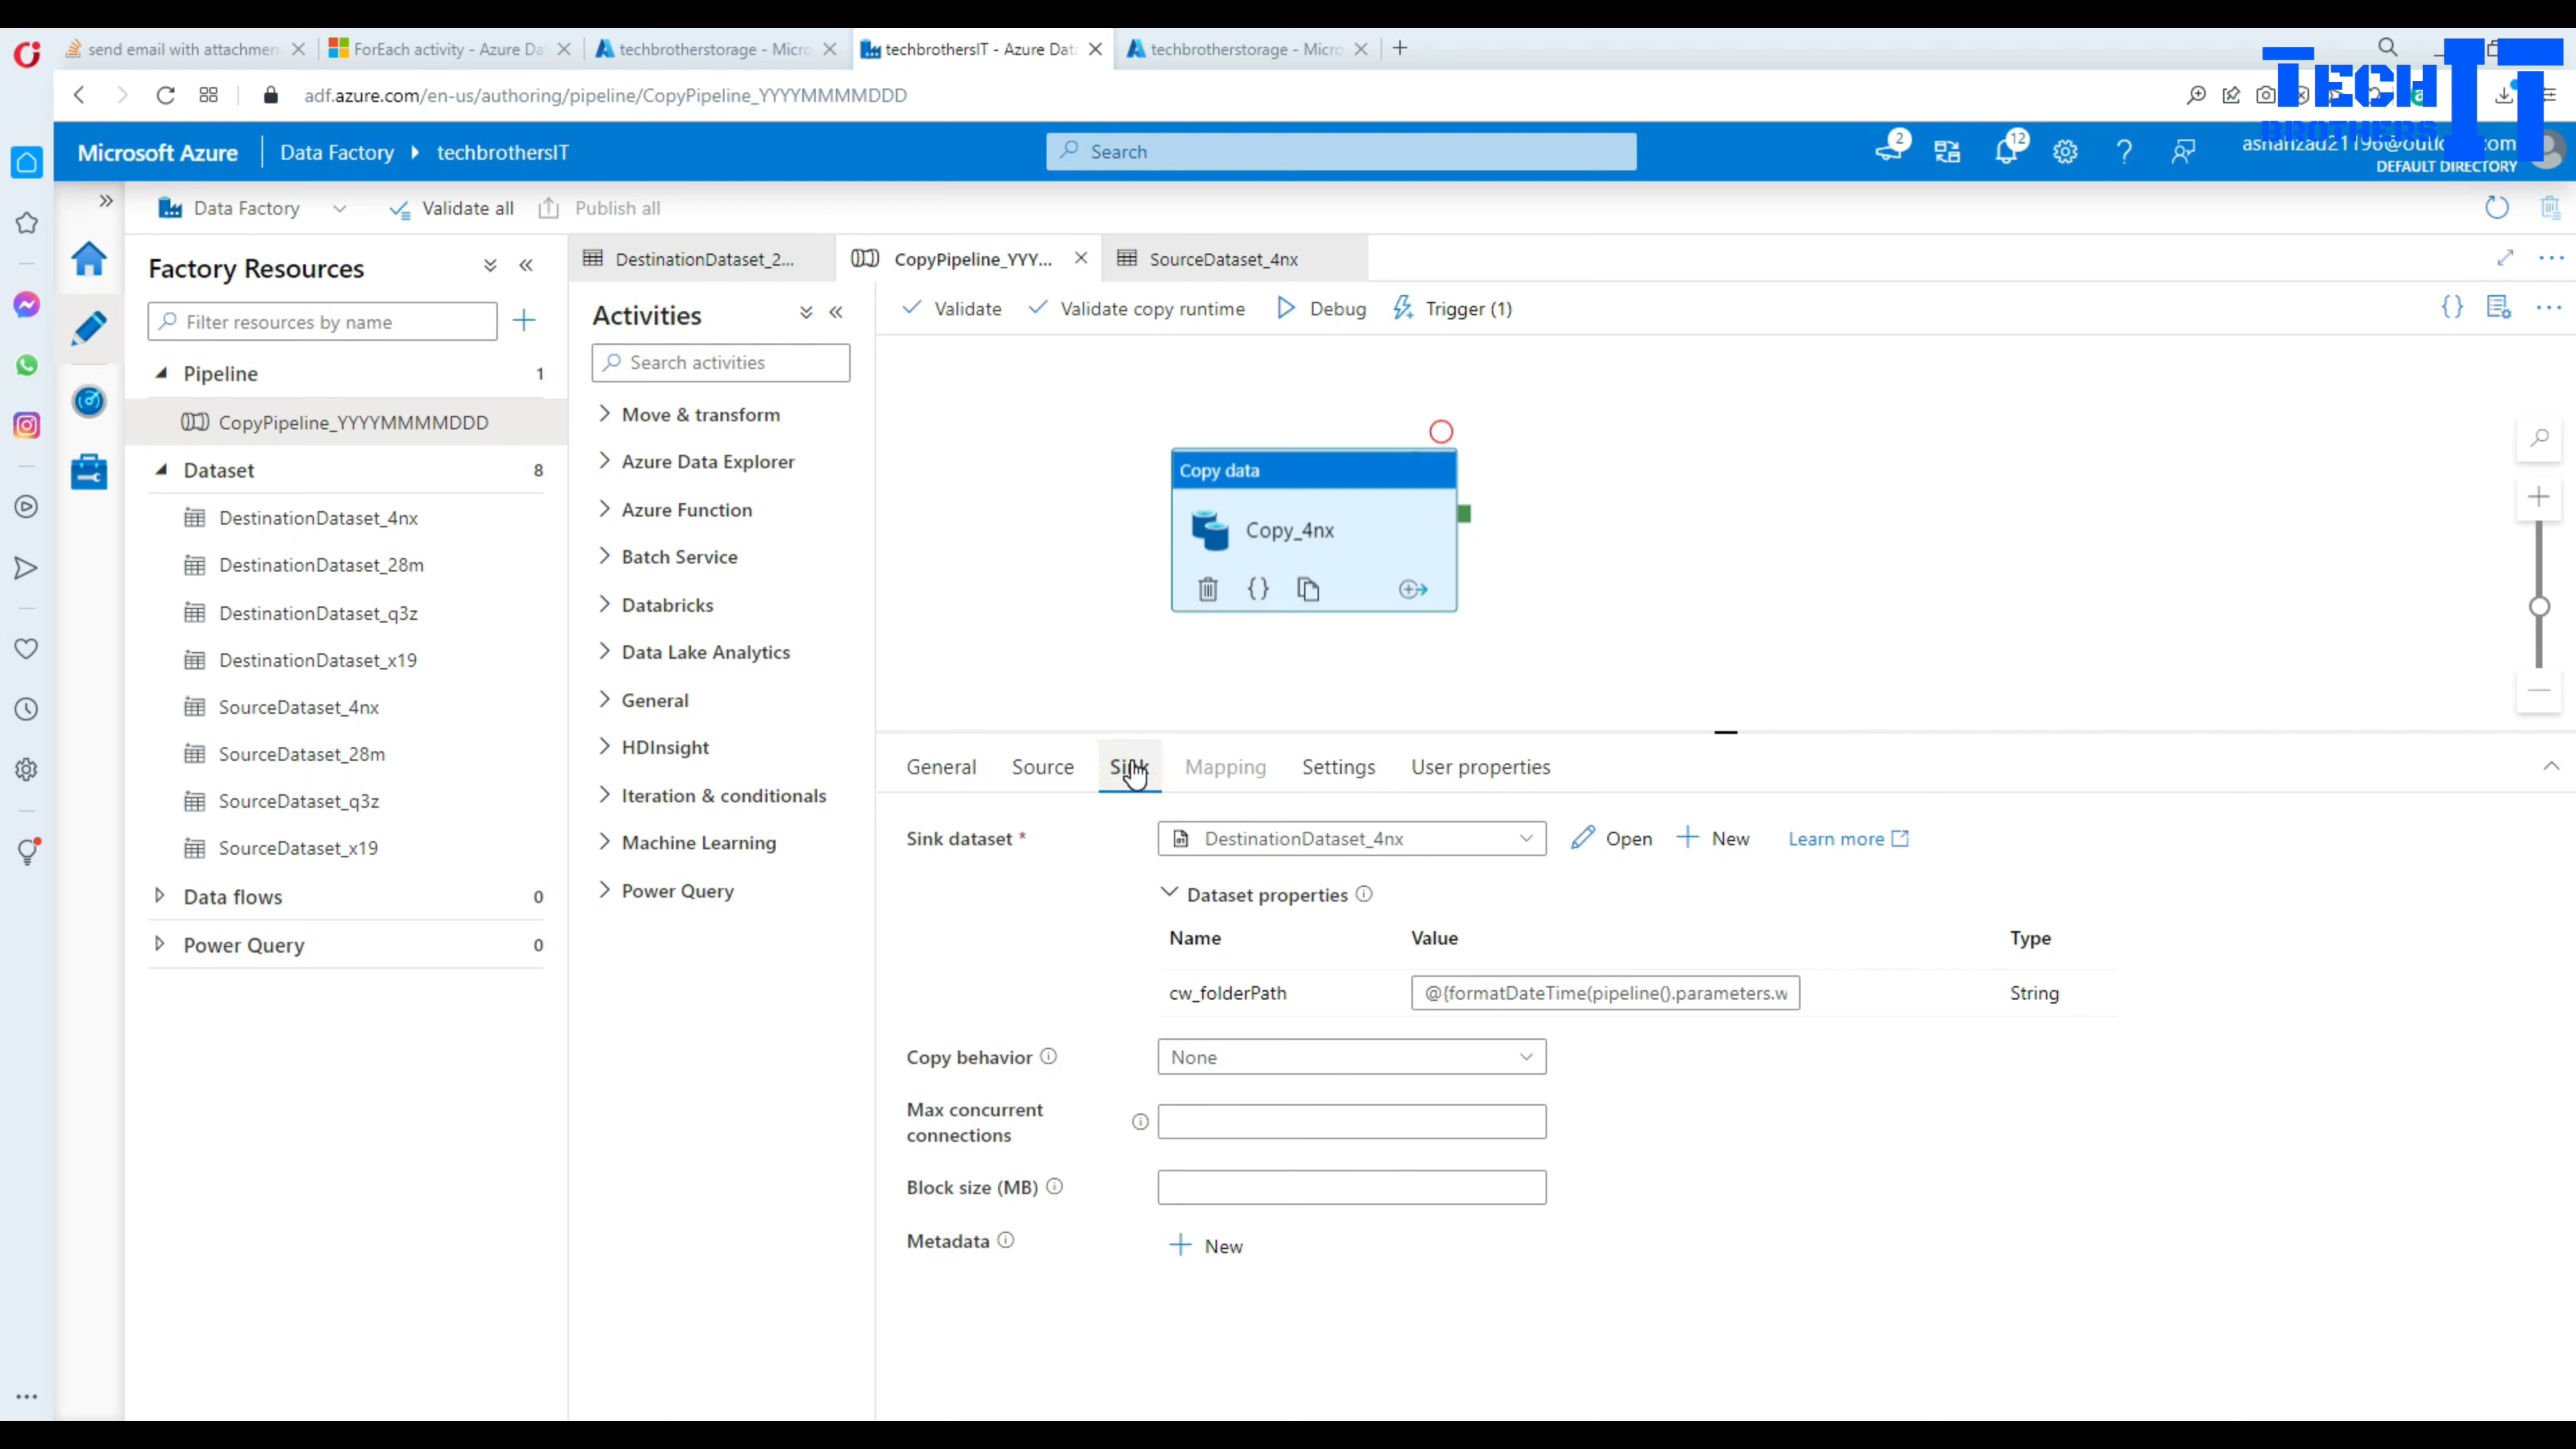 send email with attachmen
ForEach activity - Azure Da
techbrotherstorage - Micro
techbrothersIT - Azure Data
techbrotherstorage - Micro
adf.azure.com/en-us/authoring/pipeline/CopyPipeline_YYYYMMMMDDD
TECH IT
BROTHERS
Microsoft Azure
Data Factory
techbrothersIT
Search
2
12
DEFAULT DIRECTORY
Data Factory
Validate all
Publish all
Factory Resources
Filter resources by name
Pipeline 1
CopyPipeline_YYYYMMMMDDD
Dataset 8
DestinationDataset_4nx
DestinationDataset_28m
DestinationDataset_q3z
DestinationDataset_x19
SourceDataset_4nx
SourceDataset_28m
SourceDataset_q3z
SourceDataset_x19
Data flows 0
Power Query 0
DestinationDataset_2...
CopyPipeline_YYY...
SourceDataset_4nx
Activities
Search activities
Move & transform
Azure Data Explorer
Azure Function
Batch Service
Databricks
Data Lake Analytics
General
HDInsight
Iteration & conditionals
Machine Learning
Power Query
Validate
Validate copy runtime
Debug
Trigger (1)
Copy data
Copy_4nx
General
Source
Sink
Mapping
Settings
User properties
Sink dataset *
DestinationDataset_4nx
Open
New
Learn more
Dataset properties
Name Value Type
cw_folderPath @{formatDateTime(pipeline().parameters.w String
Copy behavior
None
Max concurrent
connections
Block size (MB)
Metadata
New